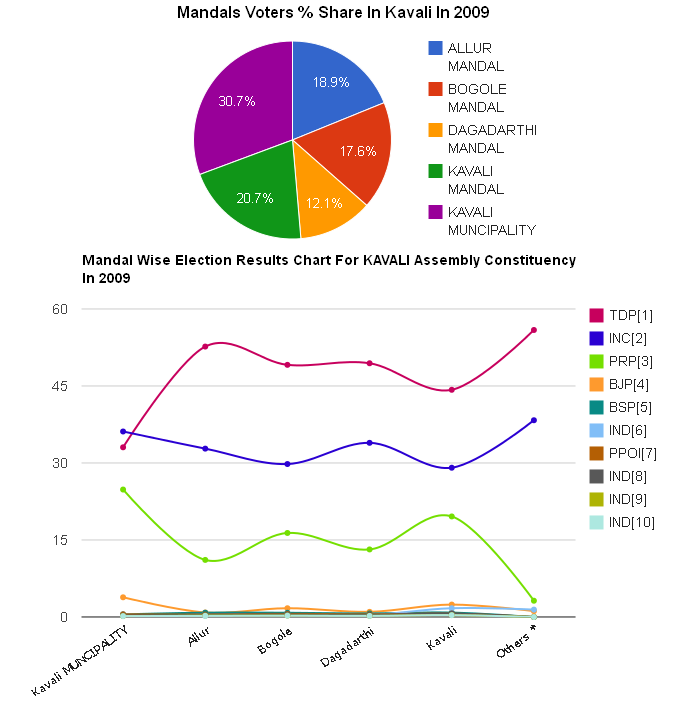 Mandals Voters % Share In Kavali In 2009
18.9%
17.6%
12.1%
20.7%
30.7%
ALLUR
MANDAL
BOGOLE
MANDAL
DAGADARTHI
MANDAL
KAVALI
MANDAL
KAVALI
MUNCIPALITY
Mandal Wise Election Results Chart For KAVALI Assembly Constituency
In 2009
60
45
30
15
0
Kavali MUNCIPALITY
Allur
Bogole
Dagadarthi
Kavali
Others *
TDP[1]
INC[2]
PRP[3]
BJP[4]
BSP[5]
IND[6]
PPOI[7]
IND[8]
IND[9]
IND[10]